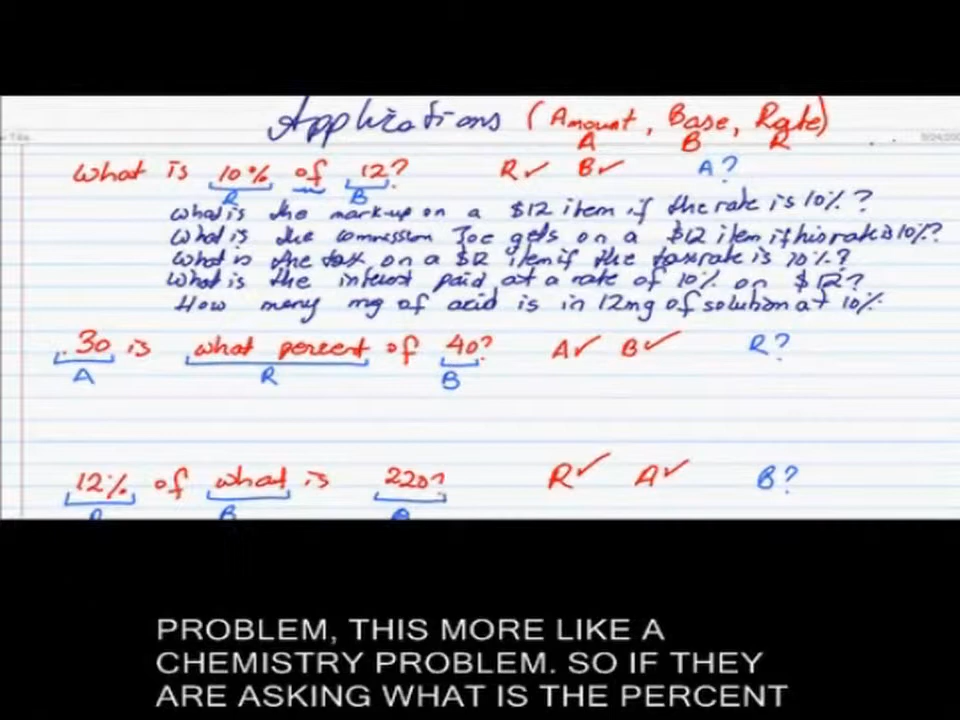 Applications (Amount, Base, Rate)
A B R
What is 10% of 12? R✓ B✓ A?
R B
What is the mark-up on a $12 item if the rate is 10%?
What is the commission Joe gets on a $12 item if his rate is 10%?
What is the tax on a $12 item if the tax rate is 10%?
What is the interest paid at a rate of 10% on $12?
How many mg of acid is in 12mg of solution at 10%
.30 is what percent of 40? A✓ B✓ R?
A R B
12% of what is 220? R✓ A✓ B?
PROBLEM, THIS MORE LIKE A
CHEMISTRY PROBLEM. SO IF THEY
ARE ASKING WHAT IS THE PERCENT